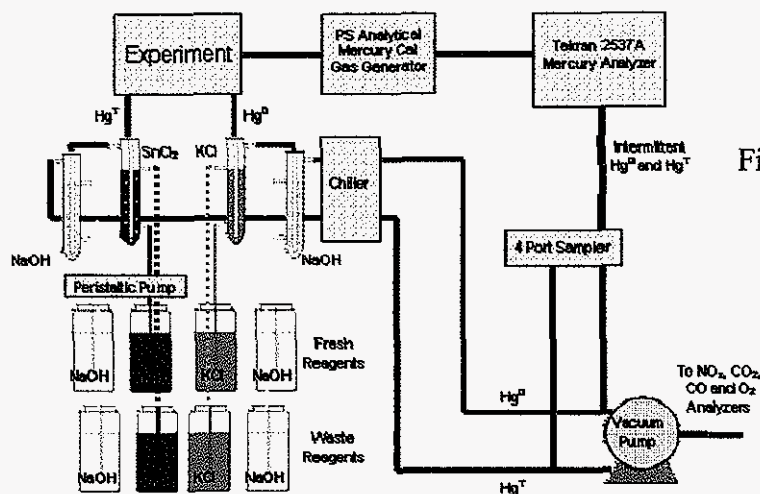 Experiment
PS Analytical
Mercury Cal
Gas Generator
Tekran 2537A
Mercury Analyzer
Hg^T
Hg^0
SnCl₂
KCl
Intermittent
Hg^0 and Hg^T
Fi
Chiller
4 Port Sampler
NaOH
NaOH
Peristaltic Pump
NaOH
KCl
NaOH
Fresh
Reagents
To NOₓ, CO₂,
CO and O₂
Analyzers
Hg^0
Vacuum
Pump
NaOH
KCl
NaOH
Waste
Reagents
Hg^T